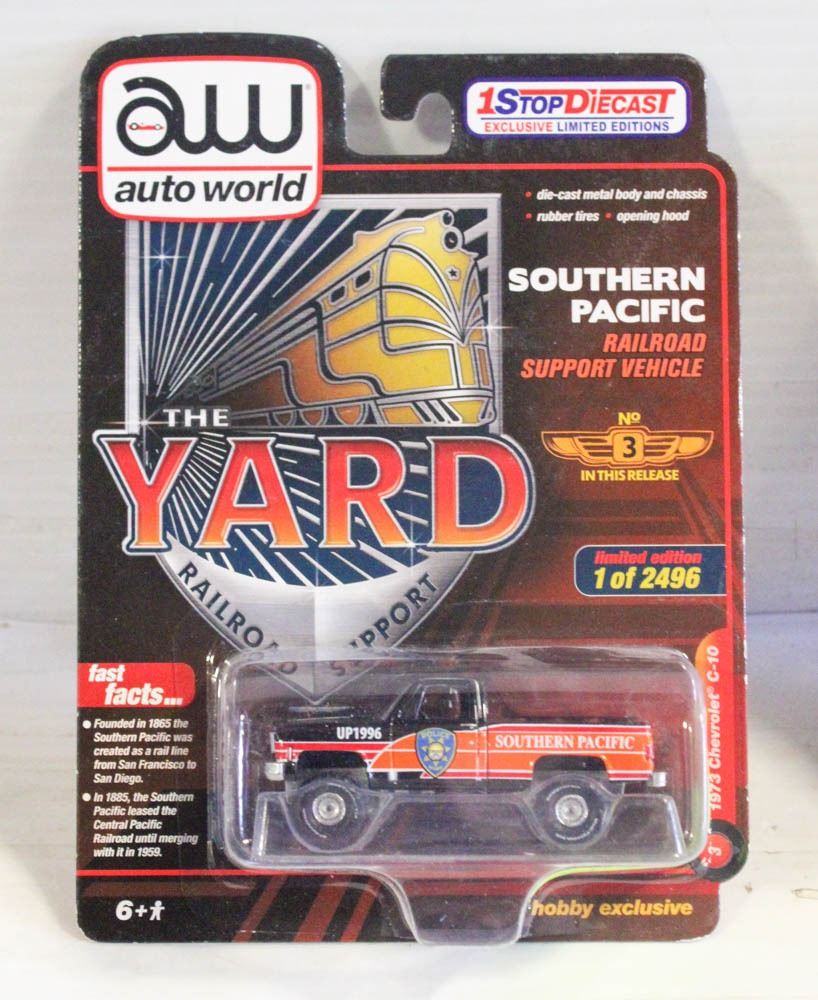 aw
auto world
1StopDiecast
EXCLUSIVE LIMITED EDITIONS
• die-cast metal body and chassis
• rubber tires • opening hood
SOUTHERN
PACIFIC
RAILROAD
SUPPORT VEHICLE
No
3
IN THIS RELEASE
THE
YARD
RAILROAD SUPPORT
limited edition
1 of 2496
fast
facts...
• Founded in 1865 the
Southern Pacific was
created as a rail line
from San Francisco to
San Diego.
• In 1885, the Southern
Pacific leased the
Central Pacific
Railroad until merging
with it in 1959.
UP1996
POLICE
SOUTHERN PACIFIC
1973 Chevrolet® C-10
3
6+
hobby exclusive